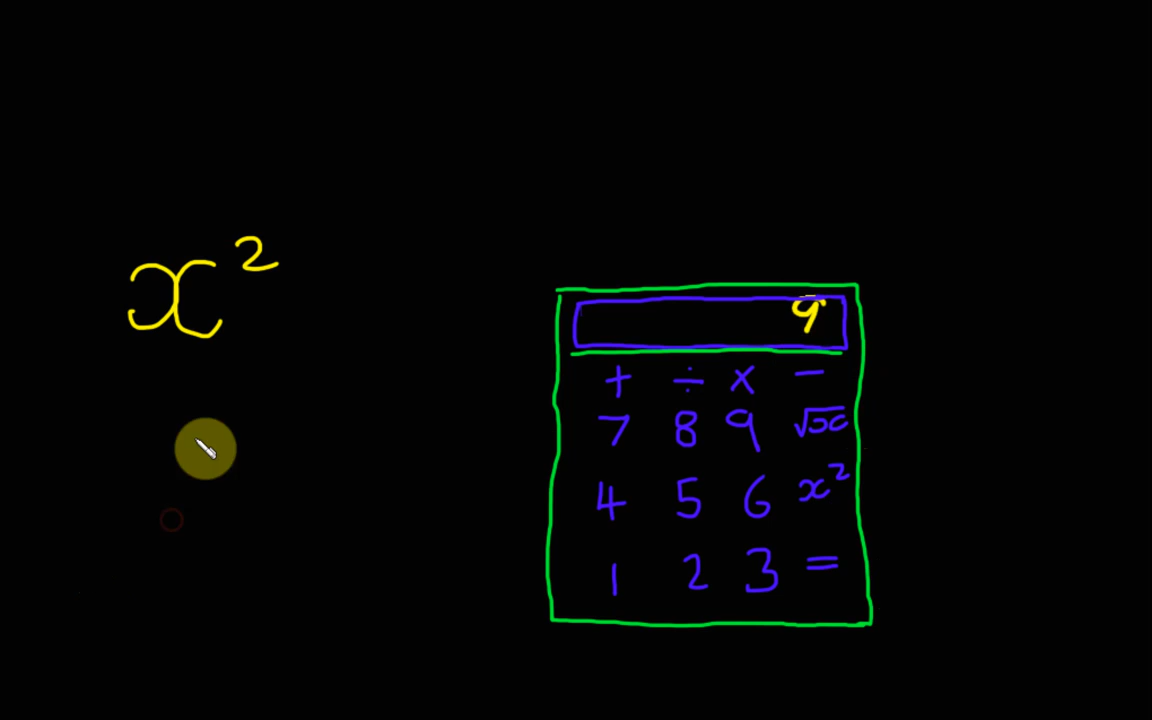 x²
9
+ ÷ × −
7 8 9 √x
4 5 6 x²
1 2 3 =